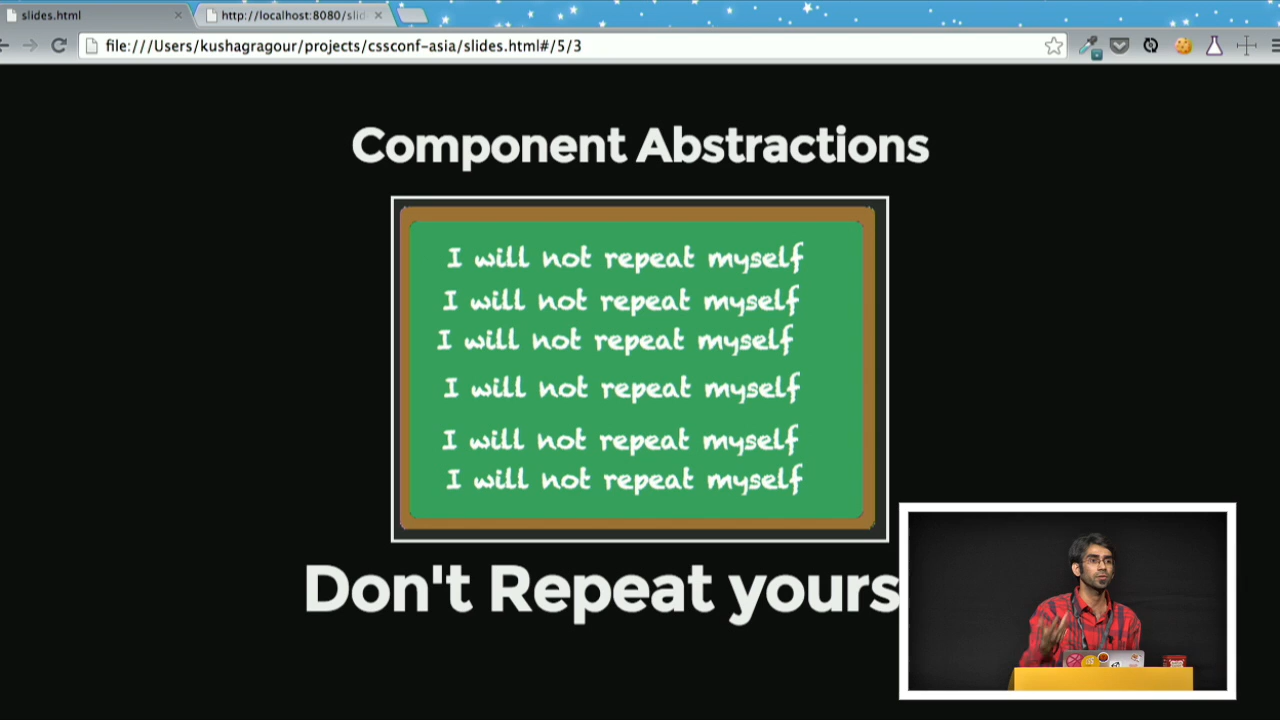 slides.html
http://localhost:8080/slid
file:///Users/kushagragour/projects/cssconf-asia/slides.html#/5/3
Component Abstractions
I will not repeat myself
I will not repeat myself
I will not repeat myself
I will not repeat myself
I will not repeat myself
I will not repeat myself
Don't Repeat yours